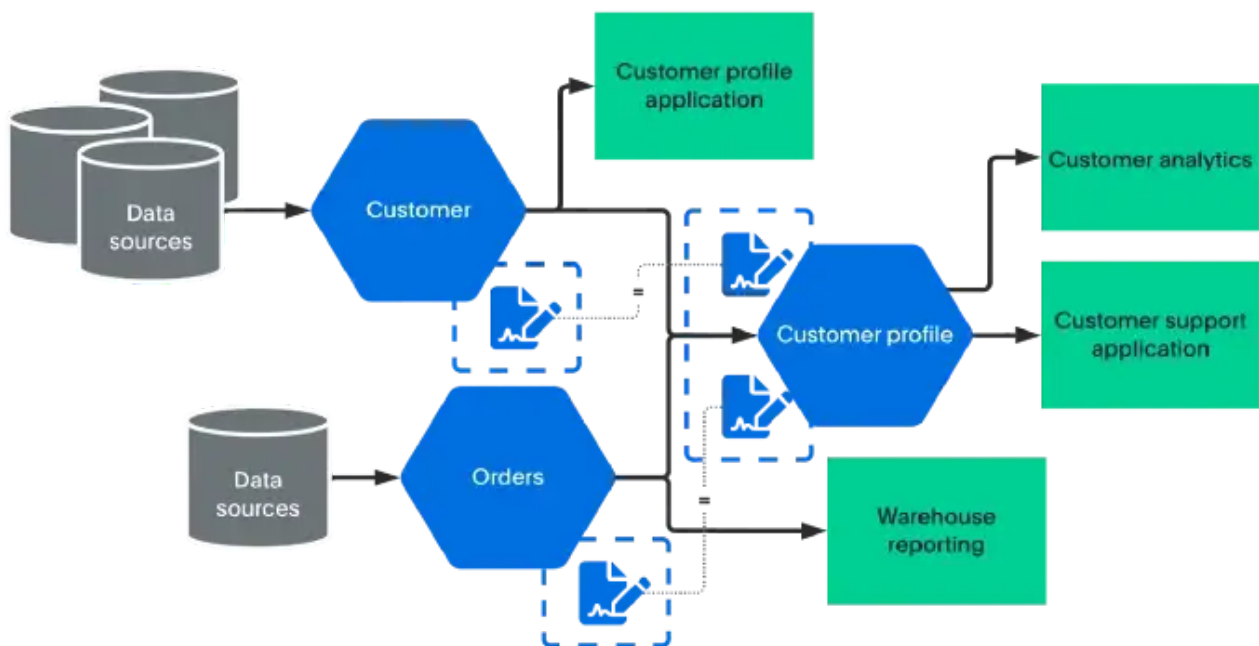 Customer profile
application
Customer analytics
Data
sources
Customer
=
Customer profile
Customer support
application
Data
sources
Orders
=
Warehouse
reporting